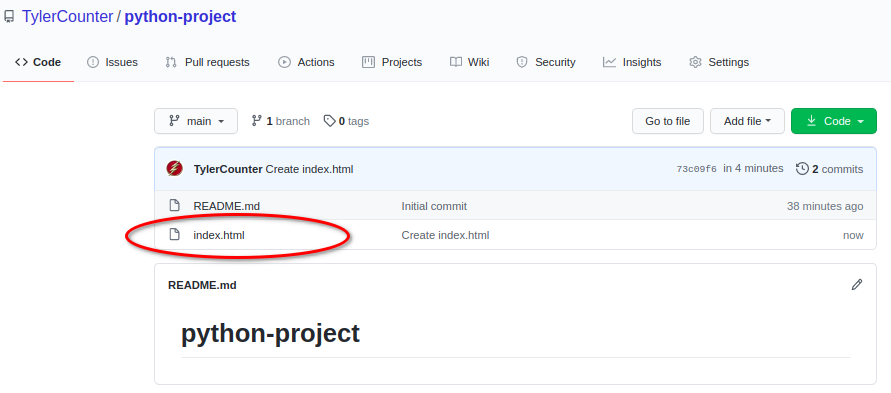 TylerCounter / python-project
Code Issues Pull requests Actions Projects Wiki Security Insights Settings
main 1 branch 0 tags Go to file Add file Code
TylerCounter Create index.html 73c09f6 in 4 minutes 2 commits
README.md Initial commit 38 minutes ago
index.html Create index.html now
README.md
python-project